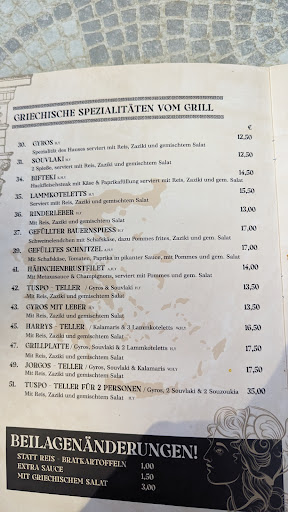 GRIECHISCHE SPEZIALITÄTEN VOM GRILL
€
30. GYROS 12,50
Spezialität des Hauses serviert mit Reis, Zaziki und gemischtem Salat
31. SOUVLAKI 12,50
2 Spieße, serviert mit Reis, Zaziki und gemischtem Salat
34. BIFTEKI 14,50
Hackfleischsteak mit Käse & Paprikafüllung serviert mit Reis, Zaziki und gem. Salat
35. LAMMKOTELETTS 15,50
Serviert mit Reis, Zaziki und gemischtem Salat
36. RINDERLEBER 13,00
Mit Reis, Zaziki und gemischtem Salat
37. GEFÜLLTER BAUERNSPIESS 17,00
Schweinelendchen mit Schafskäse, dazu Pommes frites, Zaziki und gem. Salat
39. GEFÜLLTES SCHNITZEL 17,00
Mit Schafskäse, Tomaten, Paprika in pikanter Sauce, mit Pommes und gem. Salat
41. HÄHNCHENBRUSTFILET 14,00
Mit Metaxasauce & Champignons, serviert mit Pommes und gem. Salat
42. TUSPO - TELLER / Gyros & Souvlaki 13,50
Mit Reis, Zaziki und gemischtem Salat
43. GYROS MIT LEBER 13,50
Mit Reis, Zaziki und gemischtem Salat
45. HARRYS - TELLER / Kalamaris & 3 Lammkoteletts 16,50
Mit Reis, Zaziki und gemischtem Salat
47. GRILLPLATTE / Gyros, Souvlaki & 2 Lammkoteletts 17,50
Mit Reis, Zaziki und gemischtem Salat
49. JORGOS - TELLER / Gyros, Souvlaki & Kalamaris 17,50
Mit Reis, Zaziki und gemischtem Salat
51. TUSPO - TELLER FÜR 2 PERSONEN / Gyros, 2 Souvlaki & 2 Souzoukia 35,00
Mit Reis, Zaziki und gemischtem Salat
BEILAGENÄNDERUNGEN!
STATT REIS - BRATKARTOFFELN 1,00
EXTRA SAUCE 1,50
MIT GRIECHISCHEM SALAT 3,00